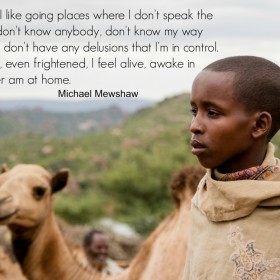 I like going places where I don't speak the
don't know anybody, don't know my way
don't have any delusions that I'm in control.
, even frightened, I feel alive, awake in
r am at home.
Michael Mewshaw